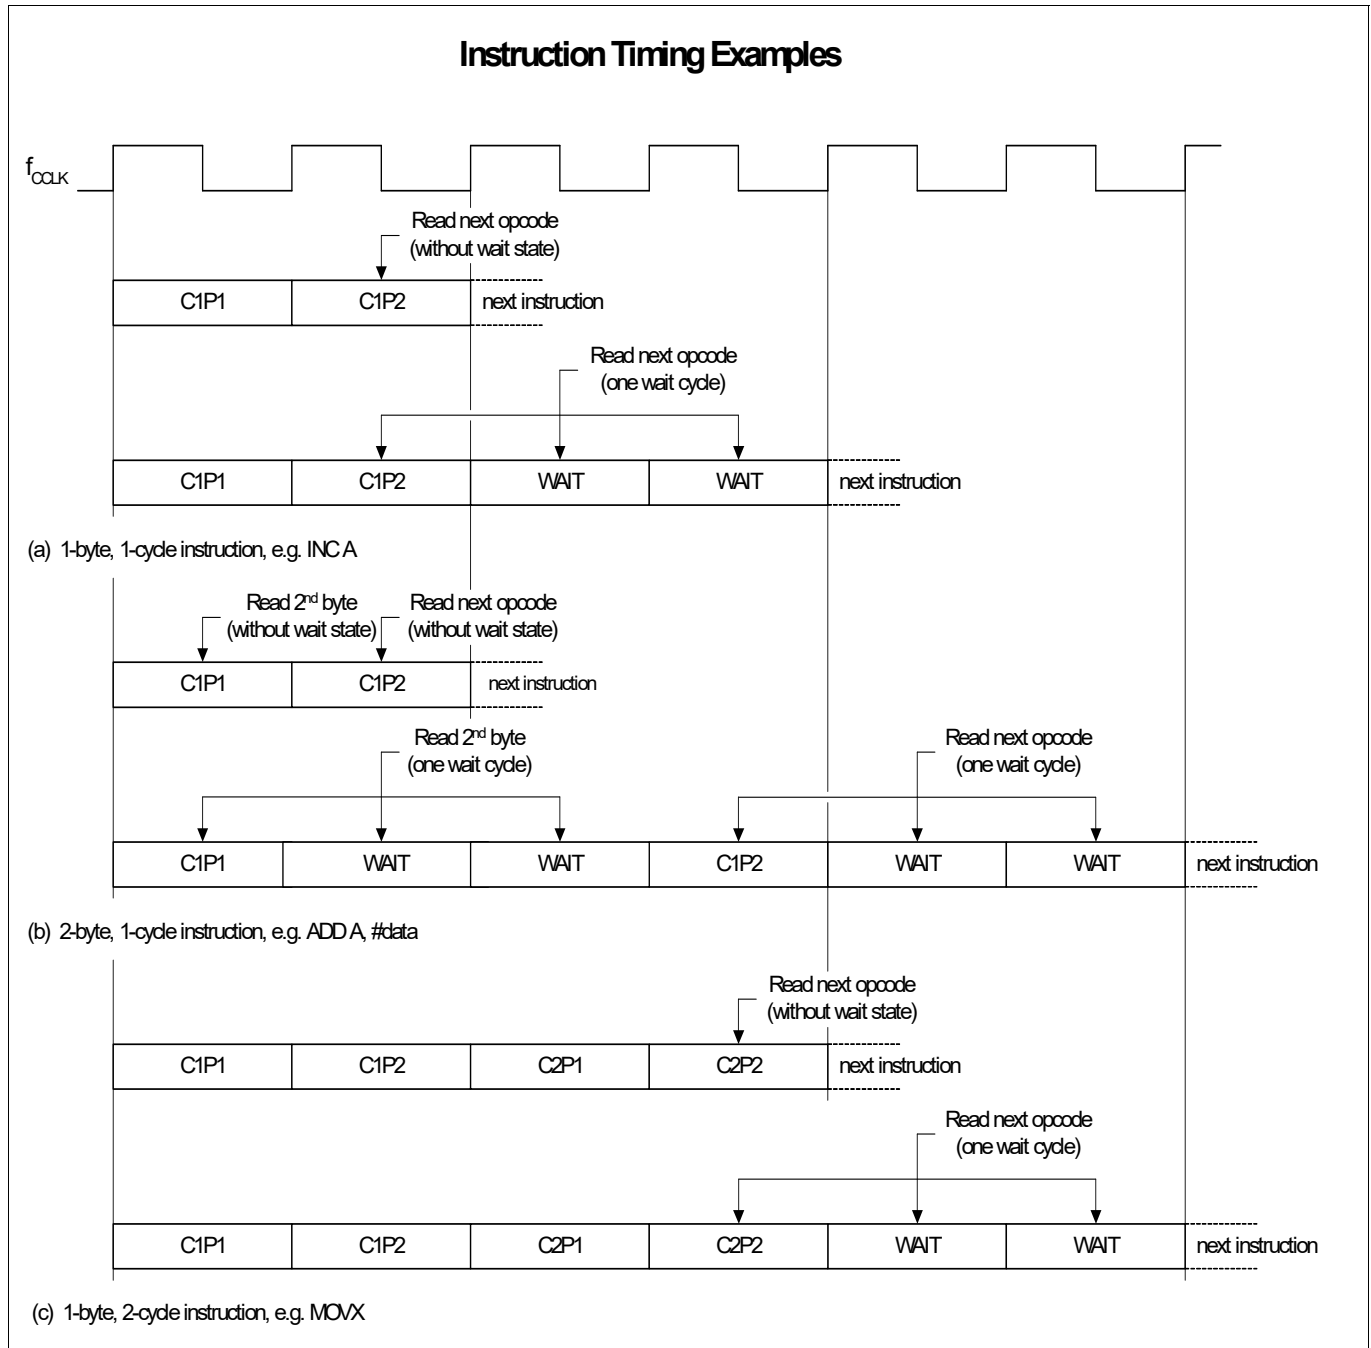 Instruction Timing Examples
fCCLK
Read next opcode
(without wait state)
C1P1 C1P2 next instruction
Read next opcode
(one wait cycle)
C1P1 C1P2 WAIT WAIT next instruction
(a) 1-byte, 1-cycle instruction, e.g. INC A
Read 2nd byte Read next opcode
(without wait state) (without wait state)
C1P1 C1P2 next instruction
Read 2nd byte Read next opcode
(one wait cycle) (one wait cycle)
C1P1 WAIT WAIT C1P2 WAIT WAIT next instruction
(b) 2-byte, 1-cycle instruction, e.g. ADD A, #data
Read next opcode
(without wait state)
C1P1 C1P2 C2P1 C2P2 next instruction
Read next opcode
(one wait cycle)
C1P1 C1P2 C2P1 C2P2 WAIT WAIT next instruction
(c) 1-byte, 2-cycle instruction, e.g. MOVX